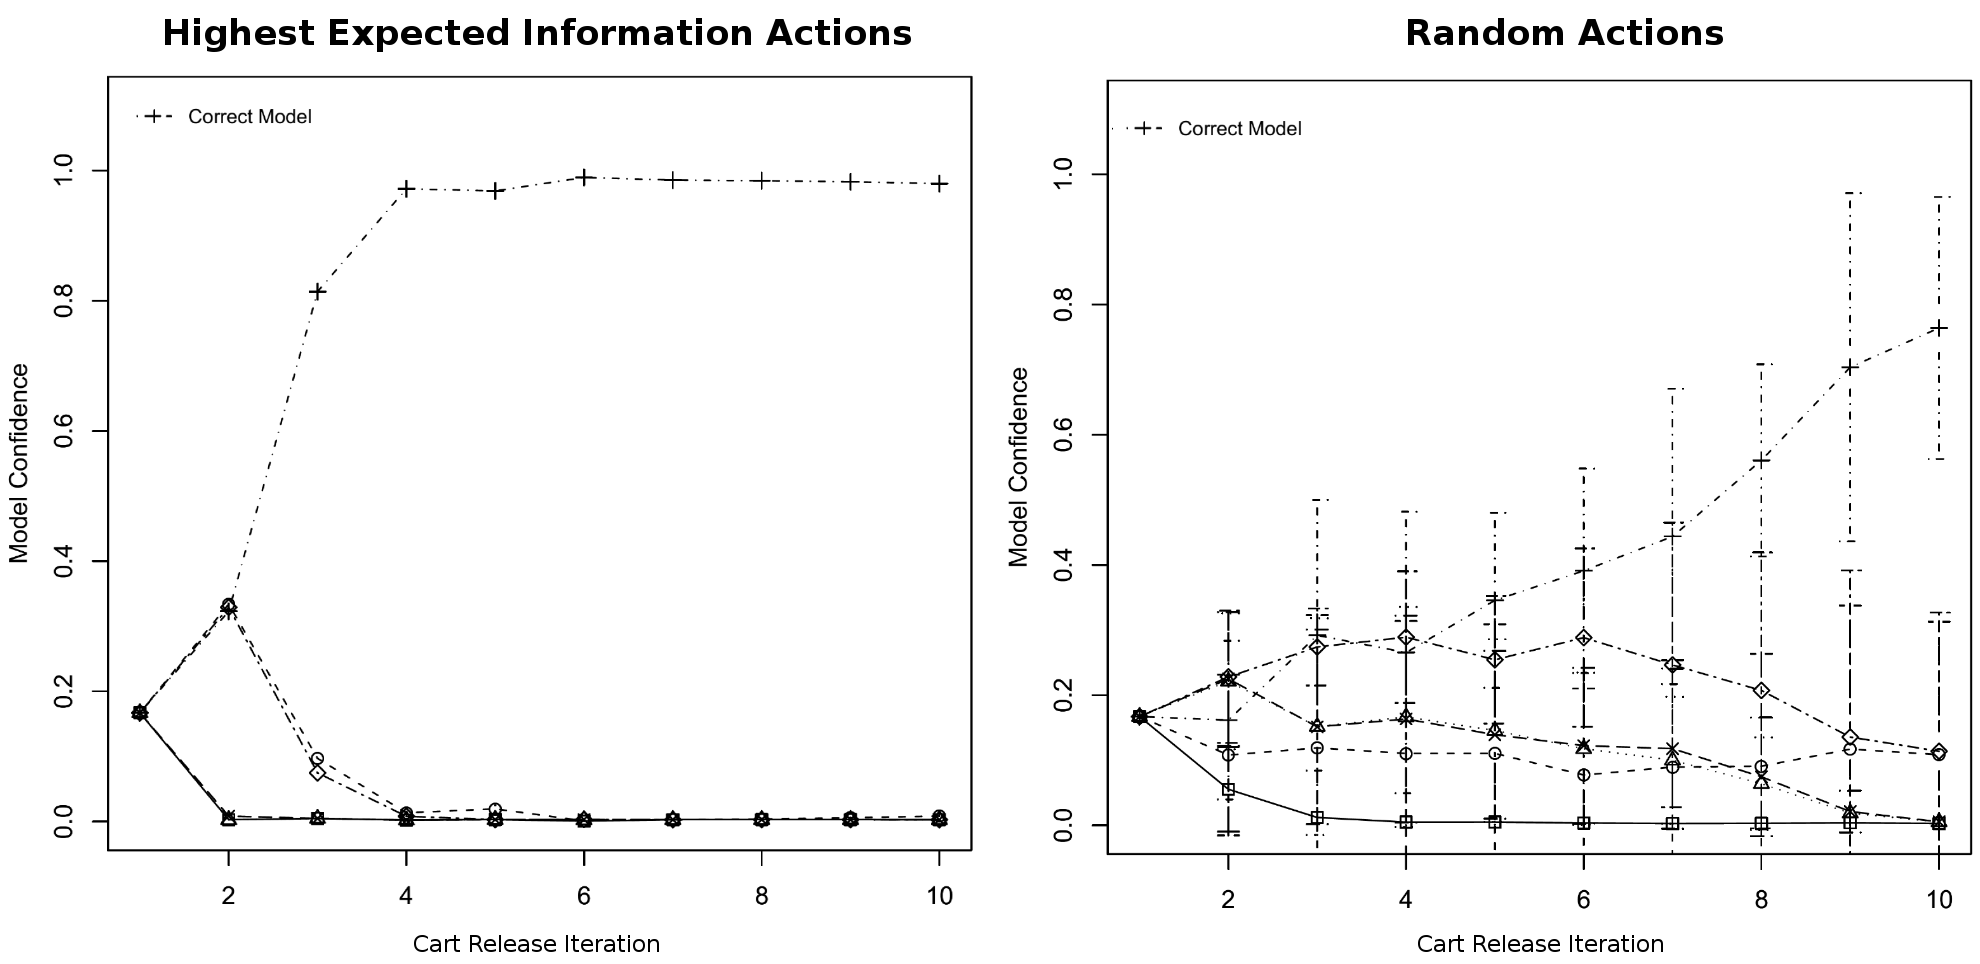 Highest Expected Information Actions
Correct Model
1.0
0.8
0.6
0.4
0.2
0.0
Model Confidence
2 4 6 8 10
Cart Release Iteration
Random Actions
Correct Model
1.0
0.8
0.6
0.4
0.2
0.0
Model Confidence
2 4 6 8 10
Cart Release Iteration